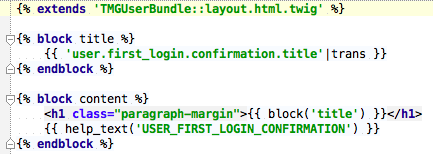 {% extends 'TMGUserBundle::layout.html.twig' %}
{% block title %}
{{ 'user.first_login.confirmation.title'|trans }}
{% endblock %}
{% block content %}
<h1 class="paragraph-margin">{{ block('title') }}</h1>
{{ help_text('USER_FIRST_LOGIN_CONFIRMATION') }}
{% endblock %}